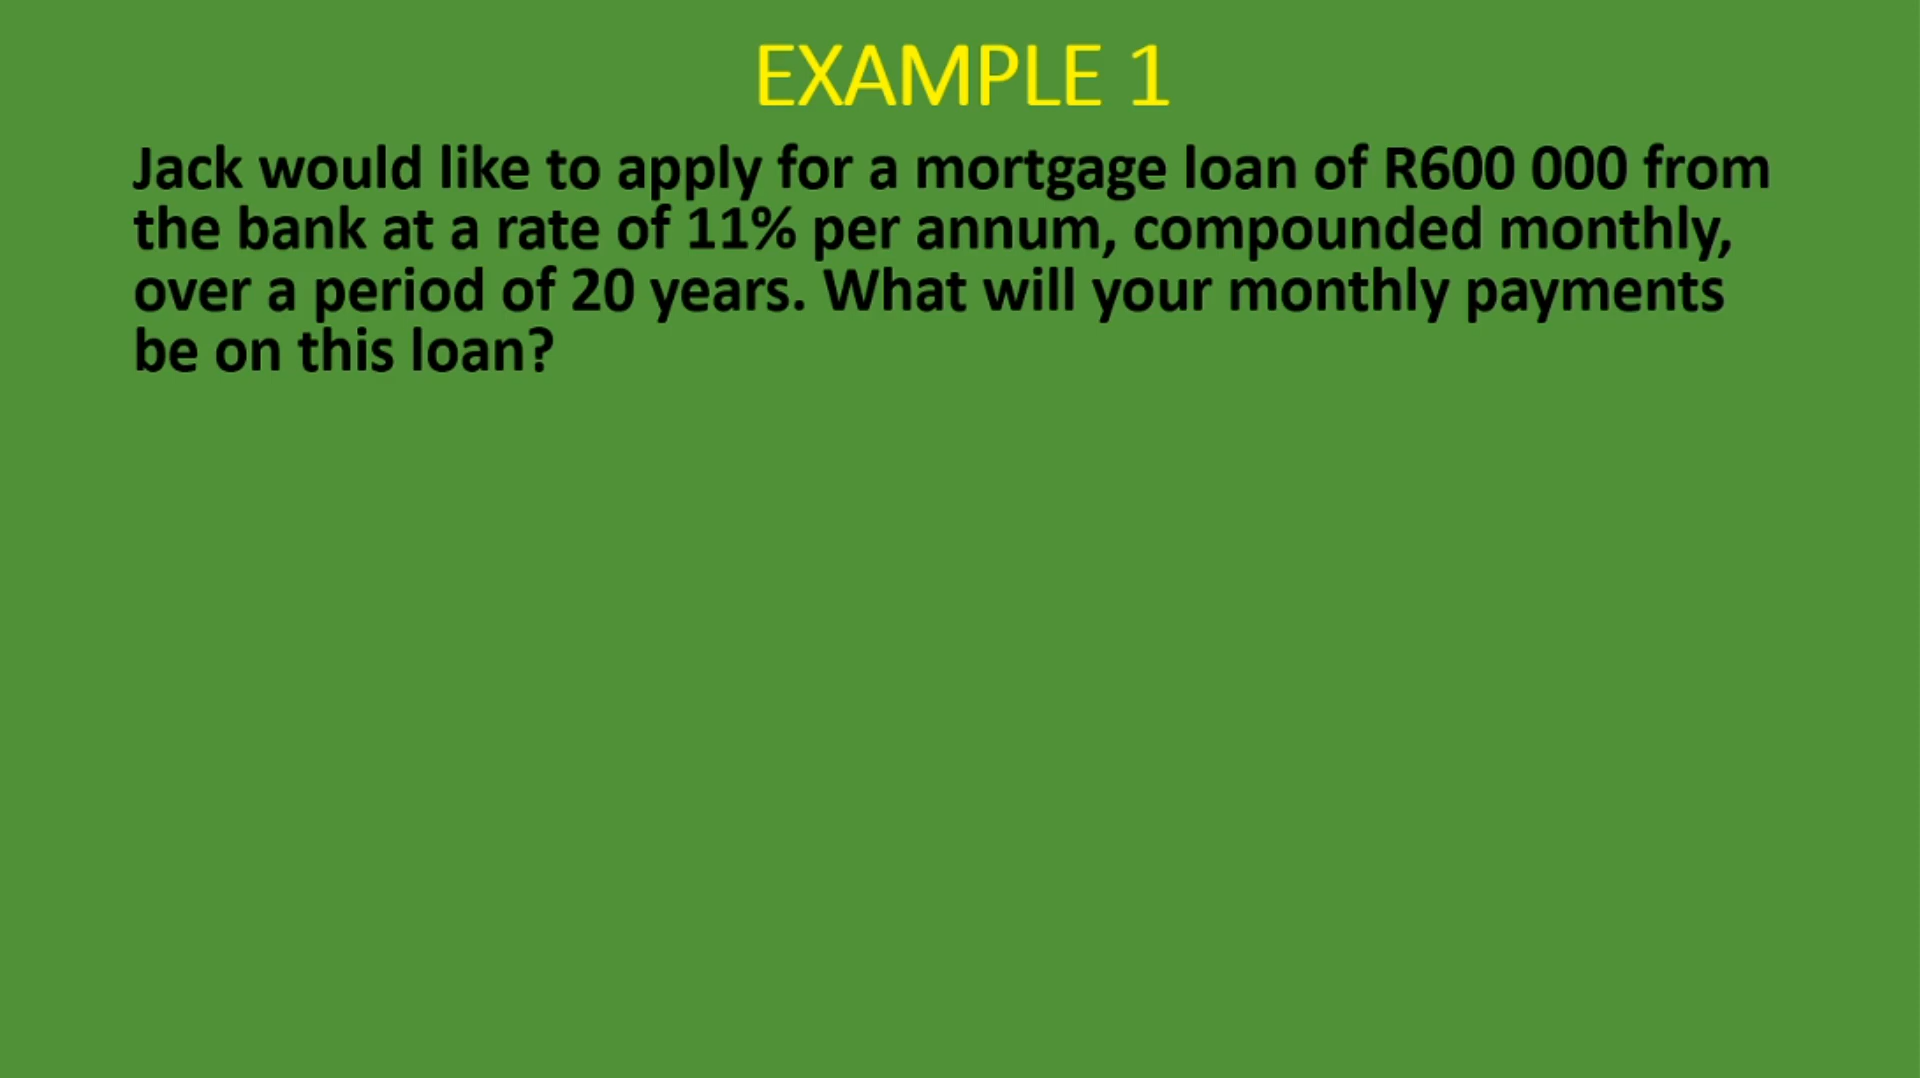 EXAMPLE 1
Jack would like to apply for a mortgage loan of R600 000 from
the bank at a rate of 11% per annum, compounded monthly,
over a period of 20 years. What will your monthly payments
be on this loan?